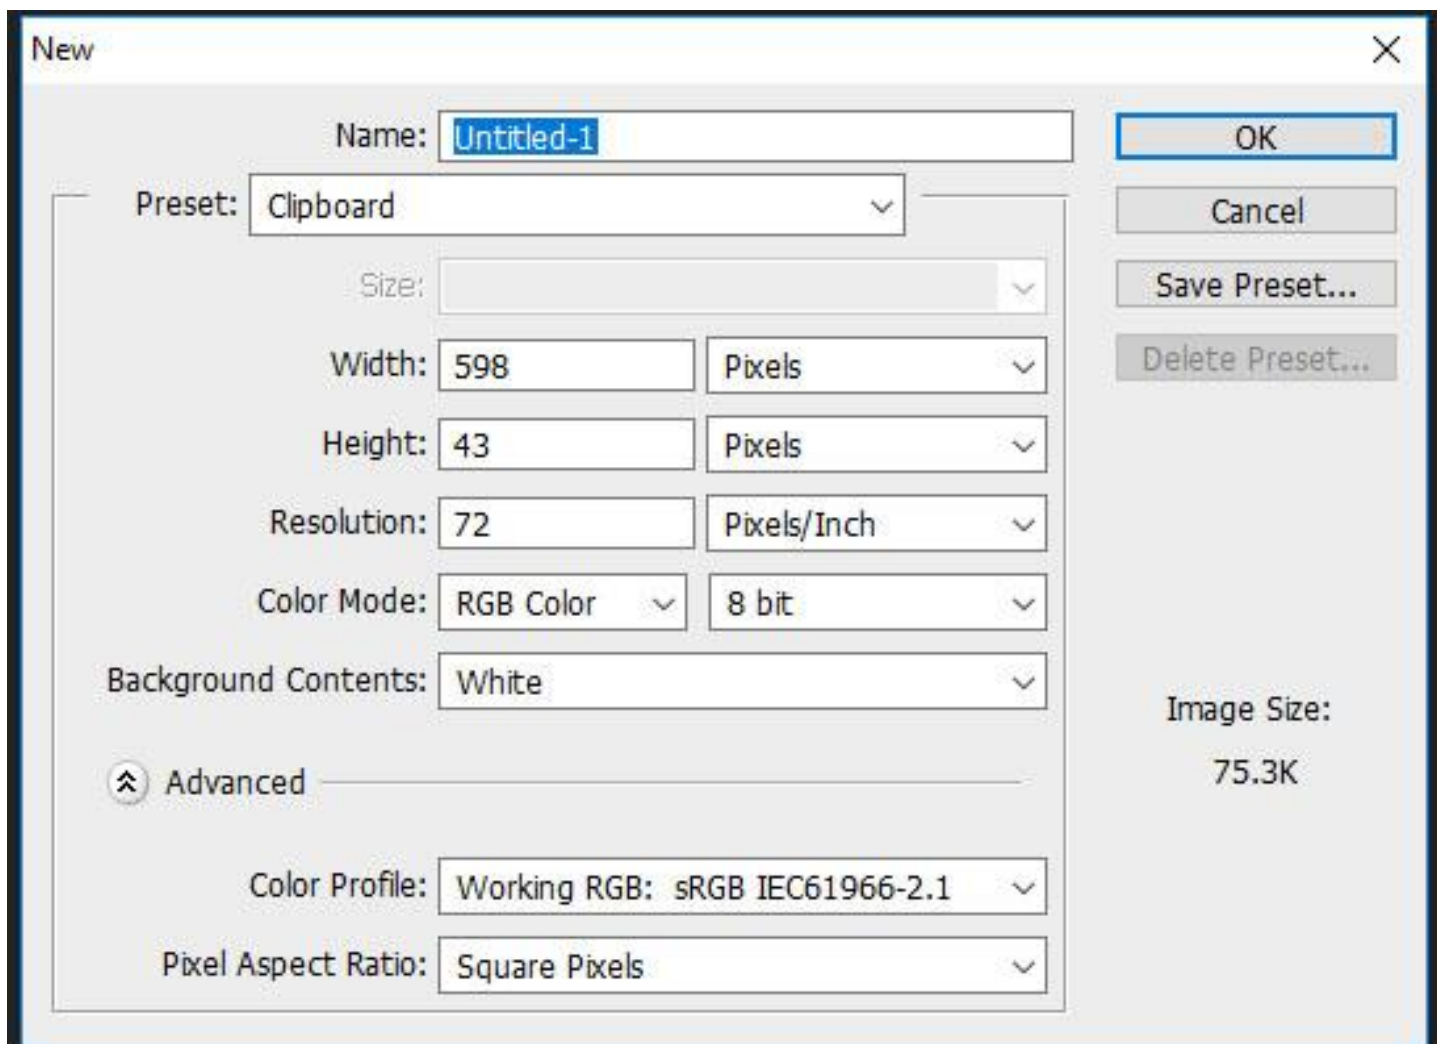 New
Name: Untitled-1
OK
Preset: Clipboard
Cancel
Size:
Save Preset...
Width: 598 Pixels
Delete Preset...
Height: 43 Pixels
Resolution: 72 Pixels/Inch
Color Mode: RGB Color 8 bit
Background Contents: White
Image Size:
75.3K
Advanced
Color Profile: Working RGB: sRGB IEC61966-2.1
Pixel Aspect Ratio: Square Pixels